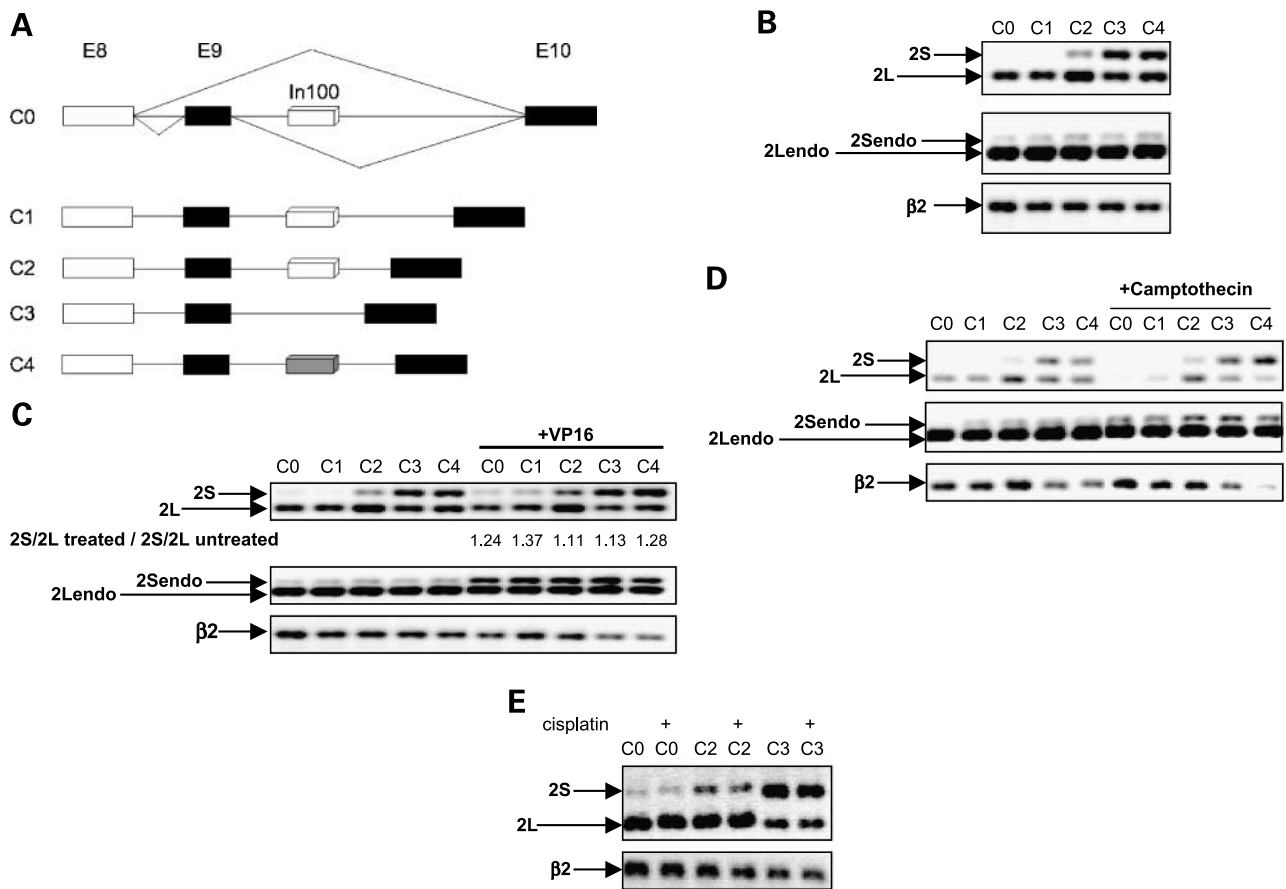 A
E8 E9 E10
In100
C0
C1
C2
C3
C4
B
C0 C1 C2 C3 C4
2S
2L
2Sendo
2Lendo
β2
C
+VP16
C0 C1 C2 C3 C4 C0 C1 C2 C3 C4
2S
2L
2S/2L treated / 2S/2L untreated 1.24 1.37 1.11 1.13 1.28
2Sendo
2Lendo
β2
D
+Camptothecin
C0 C1 C2 C3 C4 C0 C1 C2 C3 C4
2S
2L
2Sendo
2Lendo
β2
E
cisplatin + + +
C0 C0 C2 C2 C3 C3
2S
2L
β2